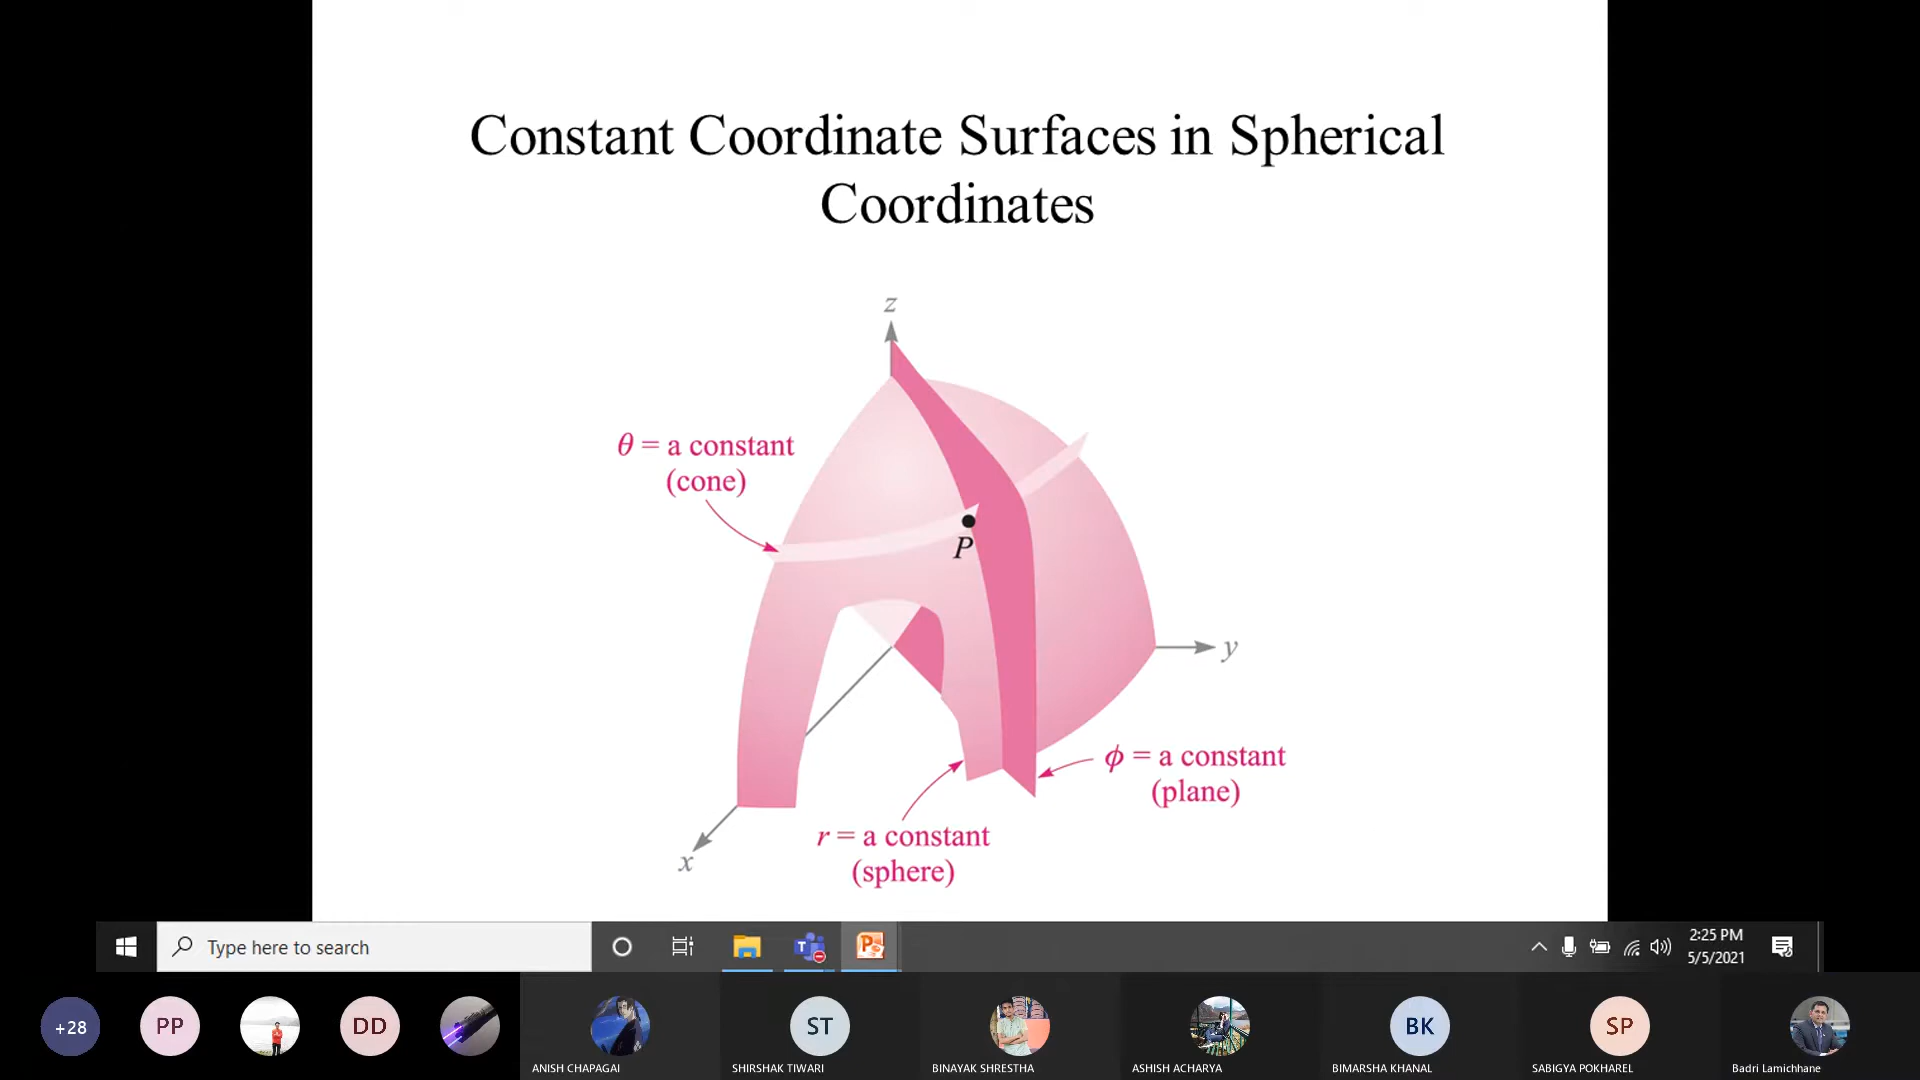 Constant Coordinate Surfaces in Spherical
Coordinates
z
θ = a constant
(cone)
P
y
ϕ = a constant
(plane)
r = a constant
(sphere)
x
Type here to search
2:25 PM
5/5/2021
+28
PP
DD
ST
BK
SP
ANISH CHAPAGAI
SHIRSHAK TIWARI
BINAYAK SHRESTHA
ASHISH ACHARYA
BIMARSHA KHANAL
SABIGYA POKHAREL
Badri Lamichhane